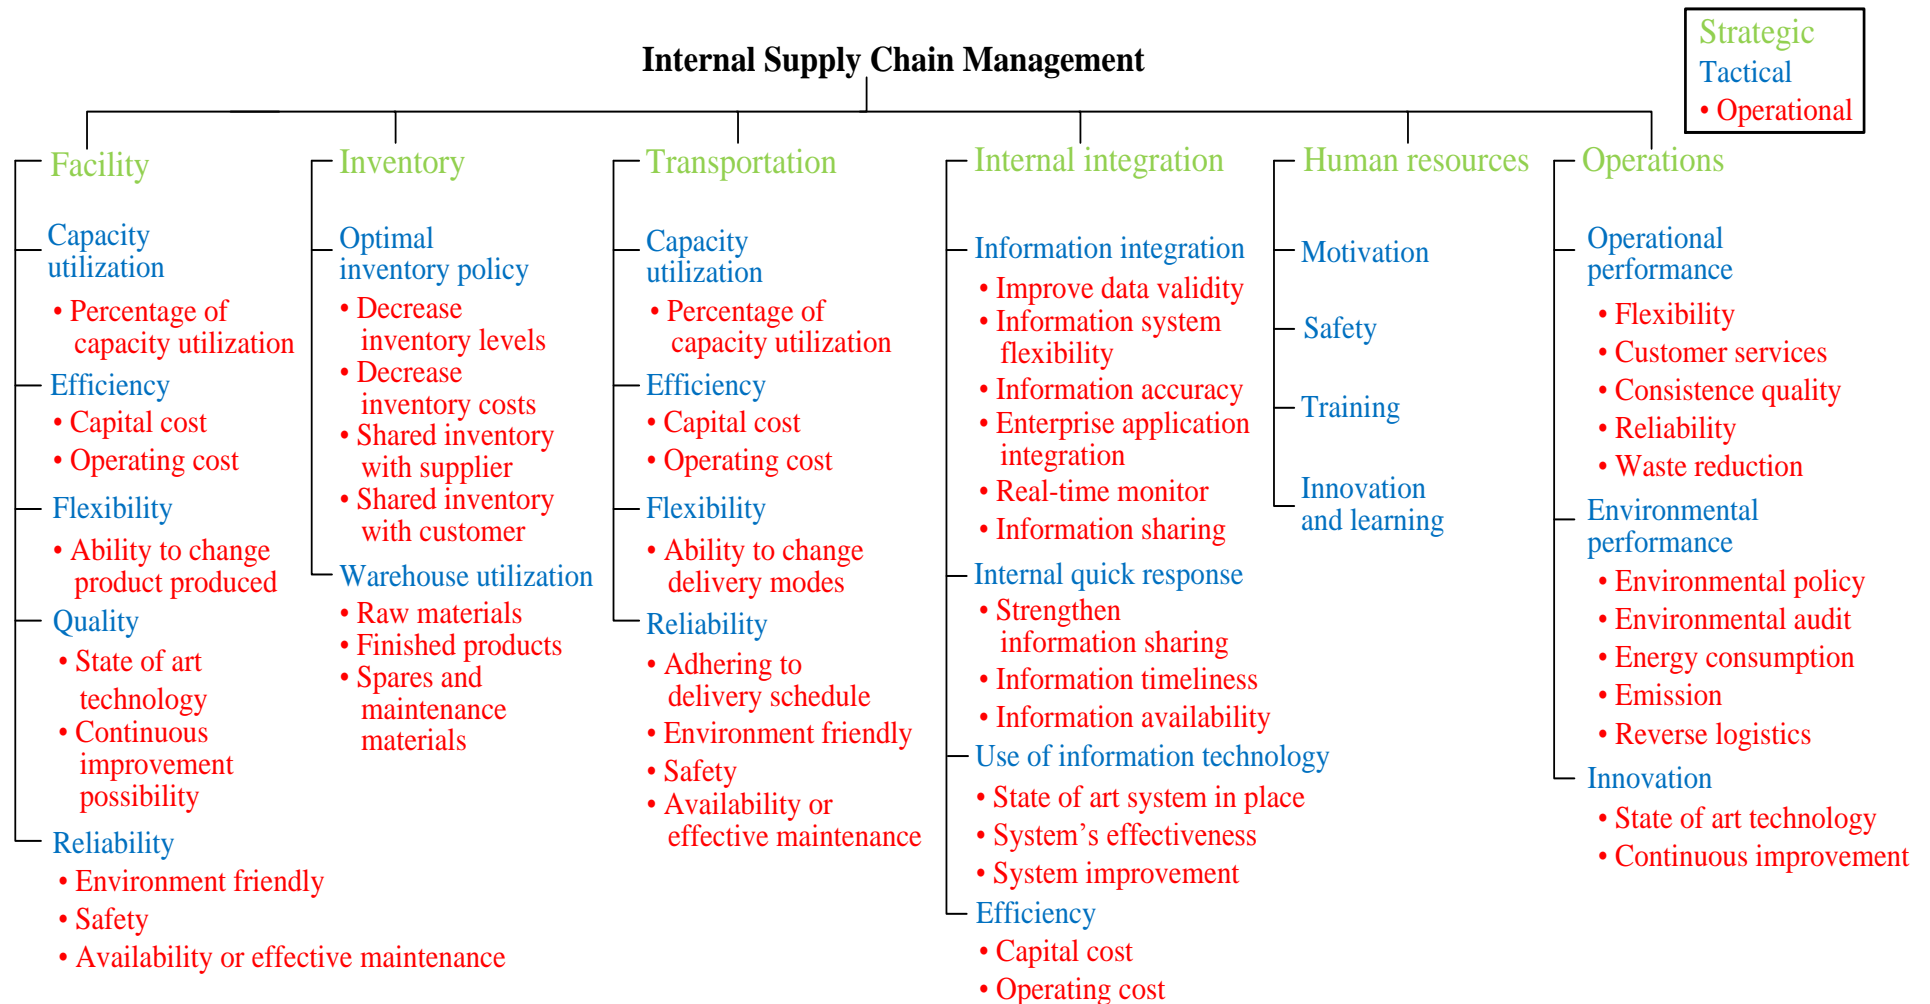 Internal Supply Chain Management
Strategic
Tactical
• Operational
Facility
Capacity
utilization
• Percentage of
capacity utilization
Efficiency
• Capital cost
• Operating cost
Flexibility
• Ability to change
product produced
Quality
• State of art
technology
• Continuous
improvement
possibility
Reliability
• Environment friendly
• Safety
• Availability or effective maintenance
Inventory
Optimal
inventory policy
• Decrease
inventory levels
• Decrease
inventory costs
• Shared inventory
with supplier
• Shared inventory
with customer
Warehouse utilization
• Raw materials
• Finished products
• Spares and
maintenance
materials
Transportation
Capacity
utilization
• Percentage of
capacity utilization
Efficiency
• Capital cost
• Operating cost
Flexibility
• Ability to change
delivery modes
Reliability
• Adhering to
delivery schedule
• Environment friendly
• Safety
• Availability or
effective maintenance
Internal integration
Information integration
• Improve data validity
• Information system
flexibility
• Information accuracy
• Enterprise application
integration
• Real-time monitor
• Information sharing
Internal quick response
• Strengthen
information sharing
• Information timeliness
• Information availability
Use of information technology
• State of art system in place
• System’s effectiveness
• System improvement
Efficiency
• Capital cost
• Operating cost
Human resources
Motivation
Safety
Training
Innovation
and learning
Operations
Operational
performance
• Flexibility
• Customer services
• Consistence quality
• Reliability
• Waste reduction
Environmental
performance
• Environmental policy
• Environmental audit
• Energy consumption
• Emission
• Reverse logistics
Innovation
• State of art technology
• Continuous improvement